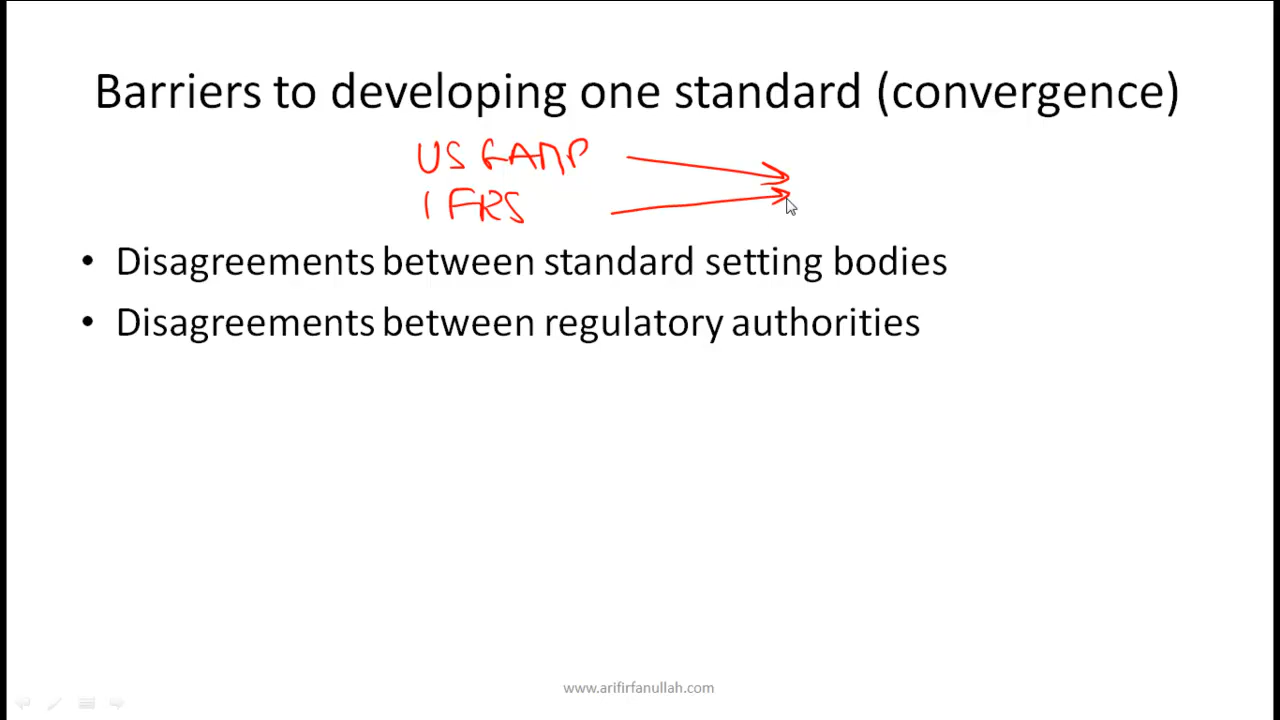 Barriers to developing one standard (convergence)
US GAAP
IFRS
• Disagreements between standard setting bodies
• Disagreements between regulatory authorities
www.arifirfanullah.com